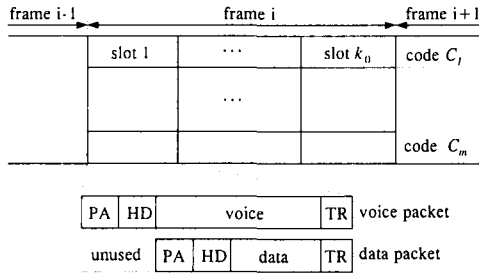 frame i-1 frame i frame i+1
slot 1 ... slot k₀ code C₁
...
code Cₘ
PA HD voice TR voice packet
unused PA HD data TR data packet